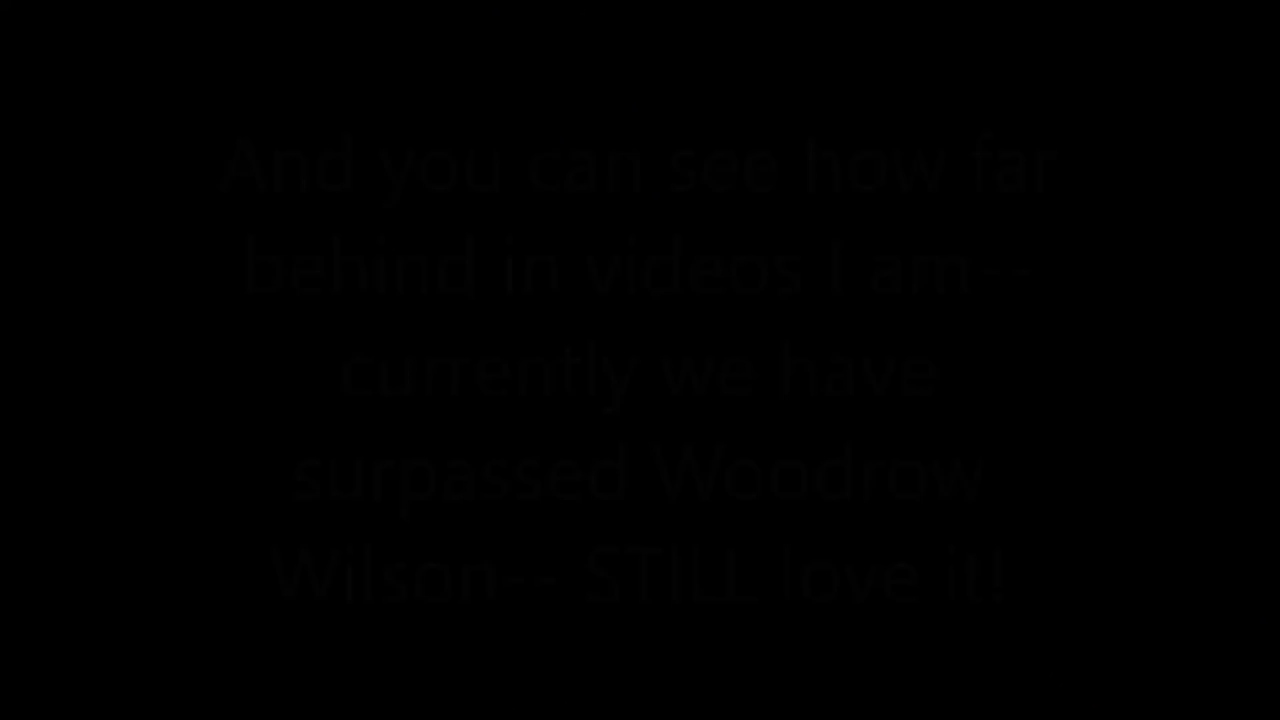 And you can see how far
behind in videos I am--
currently we have
surpassed Woodrow
Wilson-- STILL love it!